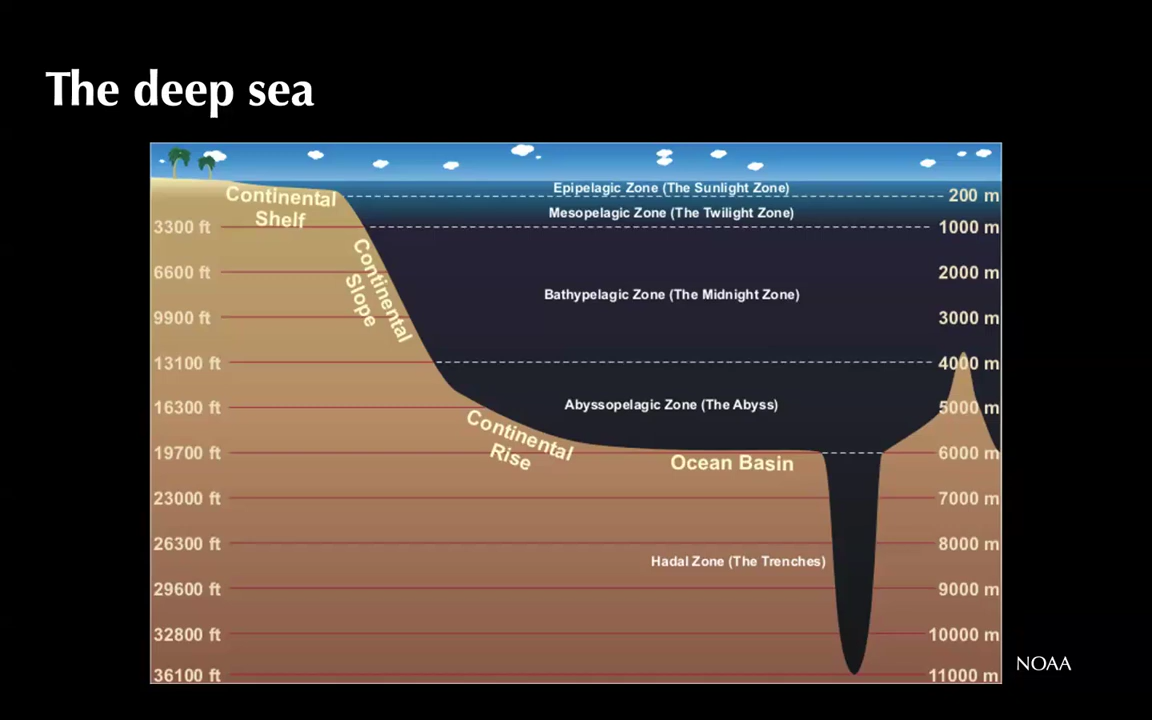 The deep sea
Epipelagic Zone (The Sunlight Zone)
Continental
Shelf
200 m
Mesopelagic Zone (The Twilight Zone)
3300 ft
1000 m
Continental
Slope
6600 ft
2000 m
Bathypelagic Zone (The Midnight Zone)
9900 ft
3000 m
13100 ft
4000 m
Abyssopelagic Zone (The Abyss)
16300 ft
5000 m
Continental
Rise
19700 ft
6000 m
Ocean Basin
23000 ft
7000 m
26300 ft
8000 m
Hadal Zone (The Trenches)
29600 ft
9000 m
32800 ft
10000 m
36100 ft
11000 m
NOAA